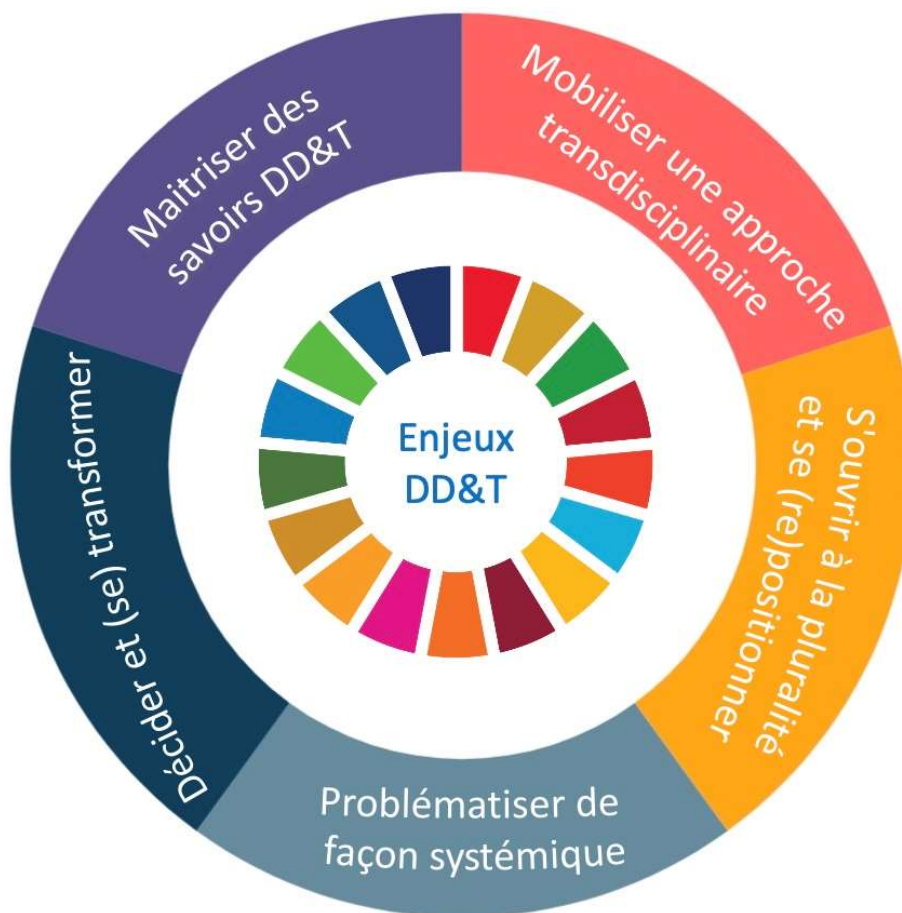 Maitriser des
savoirs DD&T
Mobiliser une approche
transdisciplinaire
S'ouvrir à la pluralité
et se (re)positionner
Problématiser de
façon systémique
Décider et (se) transformer
Enjeux
DD&T